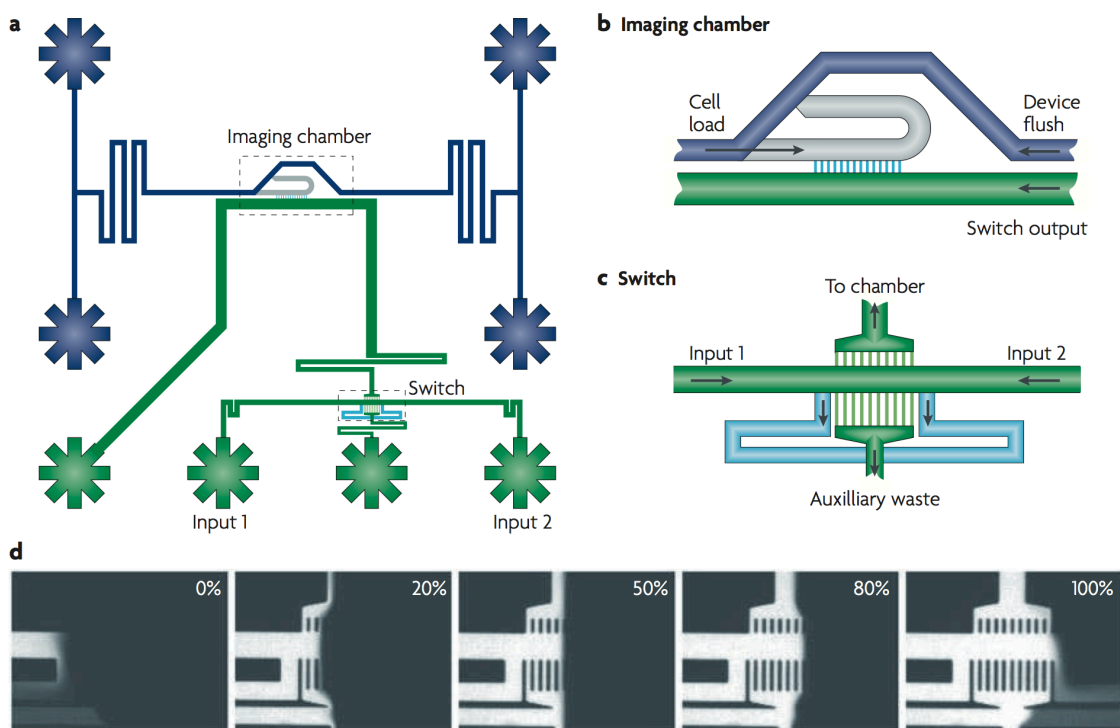 a
Imaging chamber
Switch
Input 1
Input 2
b Imaging chamber
Cell
load
Device
flush
Switch output
c Switch
To chamber
Input 1
Input 2
Auxilliary waste
d
0%
20%
50%
80%
100%